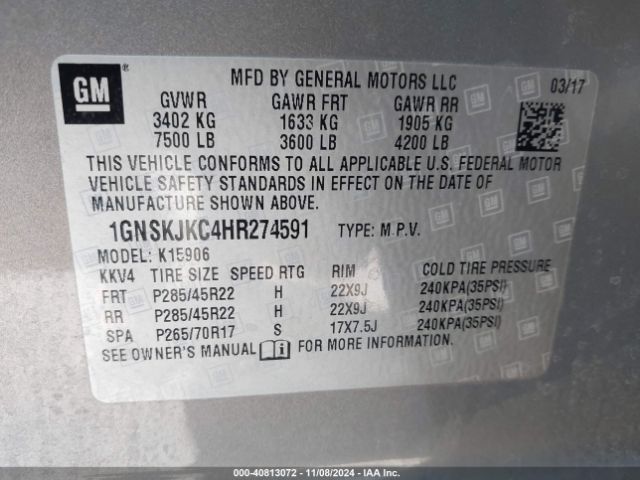 GM
MFD BY GENERAL MOTORS LLC 03/17
GVWR GAWR FRT GAWR RR
3402 KG 1633 KG 1905 KG
7500 LB 3600 LB 4200 LB
THIS VEHICLE CONFORMS TO ALL APPLICABLE U.S. FEDERAL MOTOR
VEHICLE SAFETY STANDARDS IN EFFECT ON THE DATE OF
MANUFACTURE SHOWN ABOVE.
1GNSKJKC4HR274591 TYPE: M.P.V.
MODEL: K15906
KKV4 TIRE SIZE SPEED RTG RIM COLD TIRE PRESSURE
FRT P285/45R22 H 22X9J 240KPA(35PSI)
RR P285/45R22 H 22X9J 240KPA(35PSI)
SPA P265/70R17 S 17X7.5J 240KPA(35PSI)
SEE OWNER'S MANUAL FOR MORE INFORMATION.
000-40813072 - 11/08/2024 - IAA Inc.